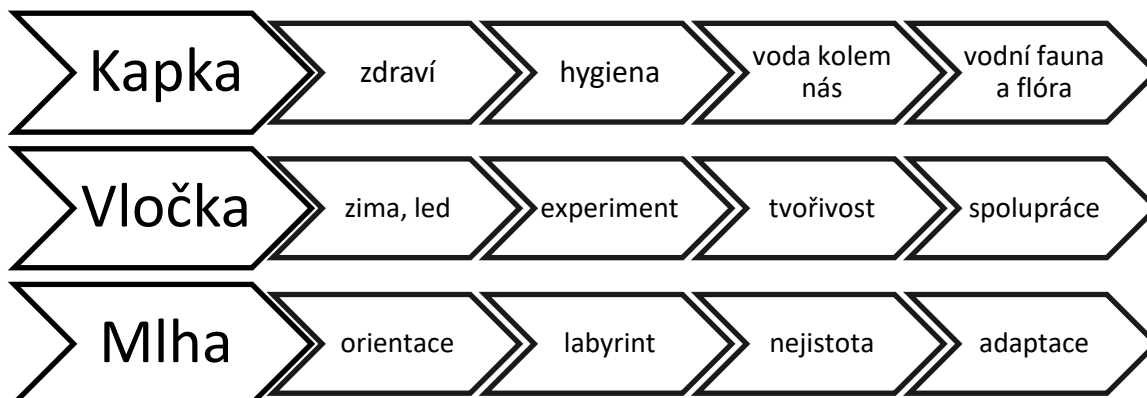 Kapka
zdraví
hygiena
voda kolem
nás
vodní fauna
a flóra
Vločka
zima, led
experiment
tvořivost
spolupráce
Mlha
orientace
labyrint
nejistota
adaptace